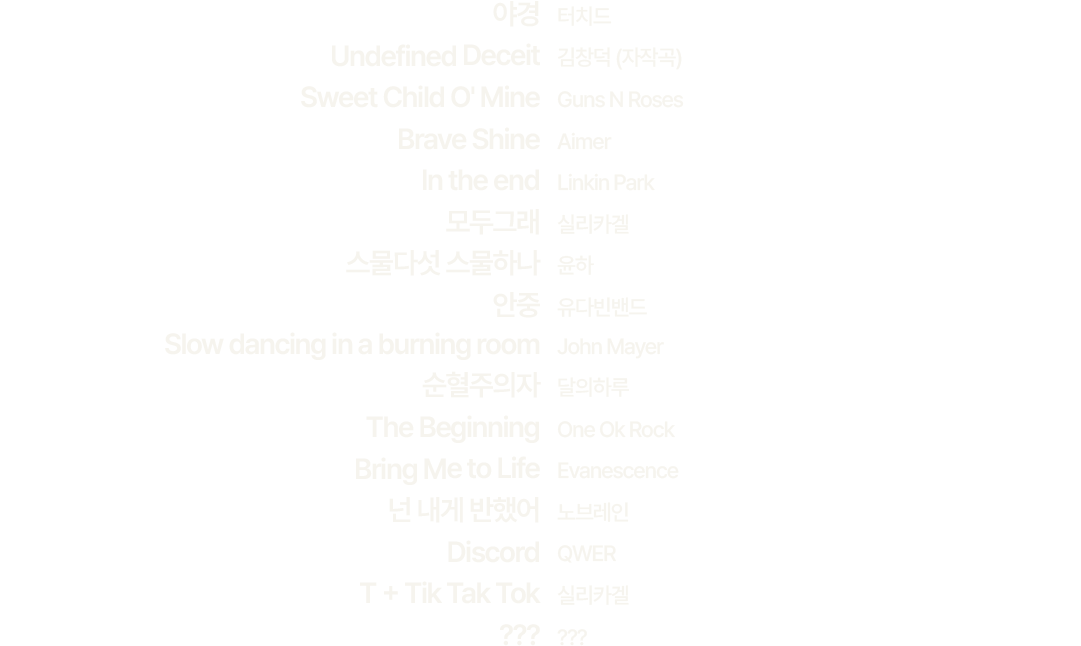 야경 터치드
Undefined Deceit 김창덕 (자작곡)
Sweet Child O' Mine Guns N Roses
Brave Shine Aimer
In the end Linkin Park
모두그래 실리카겔
스물다섯 스물하나 윤하
안중 유다빈밴드
Slow dancing in a burning room John Mayer
순혈주의자 달의하루
The Beginning One Ok Rock
Bring Me to Life Evanescence
넌 내게 반했어 노브레인
Discord QWER
T + Tik Tak Tok 실리카겔
??? ???